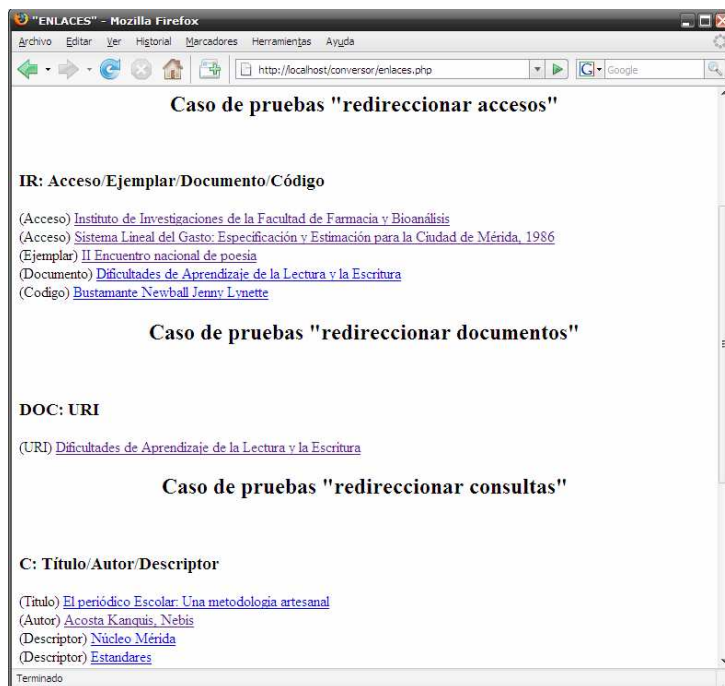 "ENLACES" - Mozilla Firefox
Archivo Editar Ver Historial Marcadores Herramientas Ayuda
http://localhost/conversor/enlaces.php G Google
Caso de pruebas "redireccionar accesos"
IR: Acceso/Ejemplar/Documento/Código
(Acceso) Instituto de Investigaciones de la Facultad de Farmacia y Bioanálisis
(Acceso) Sistema Lineal del Gasto: Especificación y Estimación para la Ciudad de Mérida, 1986
(Ejemplar) II Encuentro nacional de poesía
(Documento) Dificultades de Aprendizaje de la Lectura y la Escritura
(Codigo) Bustamante Newball Jenny Lynette
Caso de pruebas "redireccionar documentos"
DOC: URI
(URI) Dificultades de Aprendizaje de la Lectura y la Escritura
Caso de pruebas "redireccionar consultas"
C: Título/Autor/Descriptor
(Titulo) El periódico Escolar: Una metodología artesanal
(Autor) Acosta Kanquis, Nebis
(Descriptor) Núcleo Mérida
(Descriptor) Estandares
Terminado